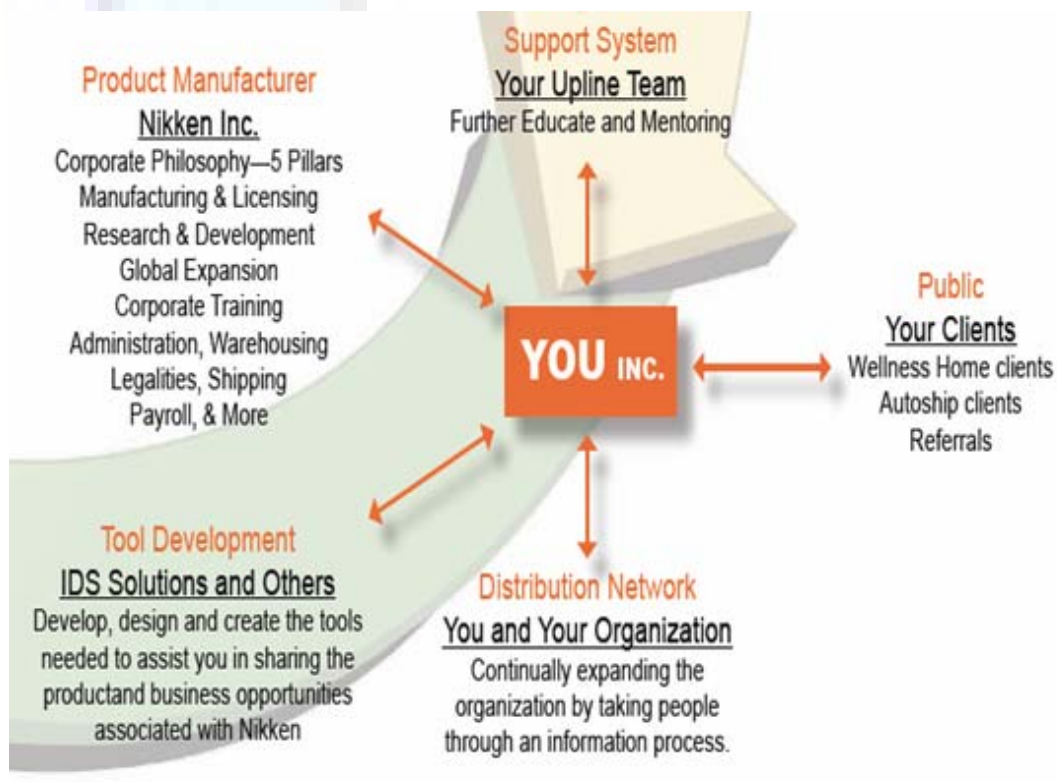 Product Manufacturer
Nikken Inc.
Corporate Philosophy—5 Pillars
Manufacturing & Licensing
Research & Development
Global Expansion
Corporate Training
Administration, Warehousing
Legalities, Shipping
Payroll, & More
Support System
Your Upline Team
Further Educate and Mentoring
YOU INC.
Public
Your Clients
Wellness Home clients
Autoship clients
Referrals
Tool Development
IDS Solutions and Others
Develop, design and create the tools
needed to assist you in sharing the
productand business opportunities
associated with Nikken
Distribution Network
You and Your Organization
Continually expanding the
organization by taking people
through an information process.